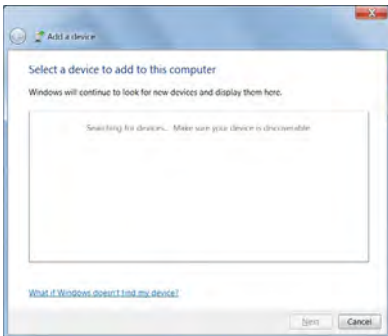 Add a device
Select a device to add to this computer
Windows will continue to look for new devices and display them here.
Searching for devices... Make sure your device is discoverable
What if Windows doesn't find my device?
Next Cancel